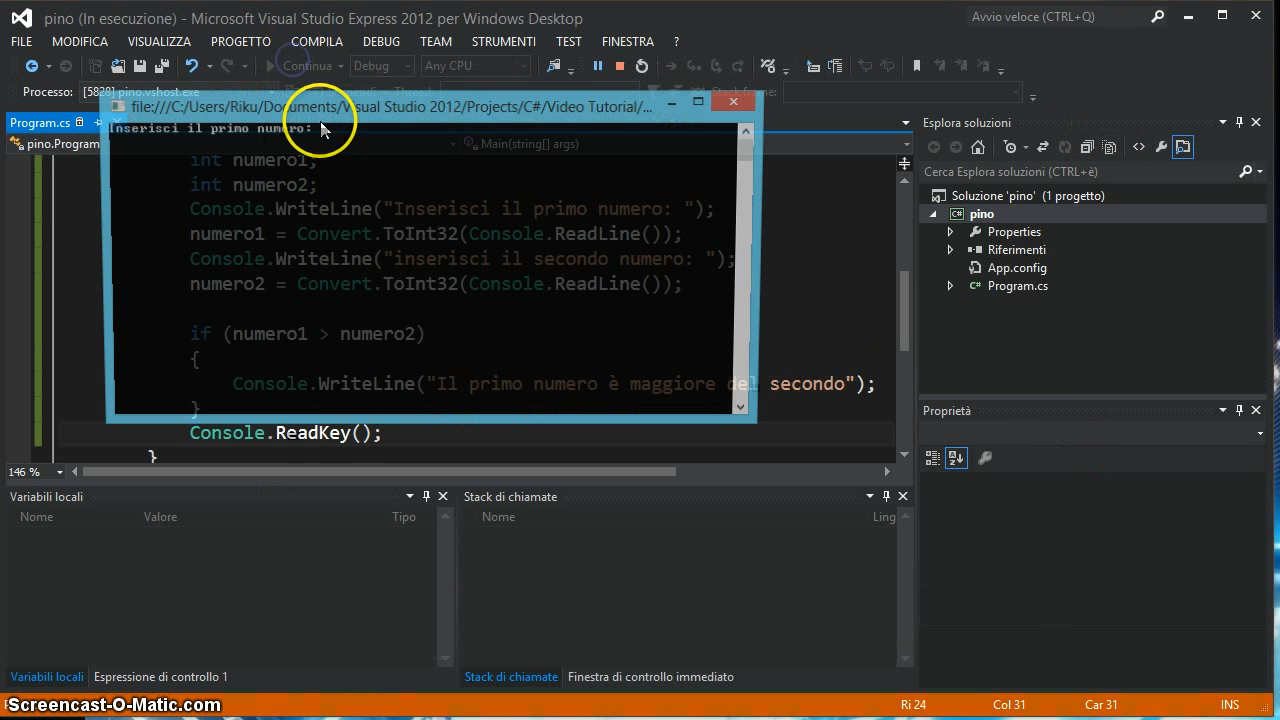 pino (In esecuzione) - Microsoft Visual Studio Express 2012 per Windows Desktop
Avvio veloce (CTRL+Q)
FILE MODIFICA VISUALIZZA PROGETTO COMPILA DEBUG TEAM STRUMENTI TEST FINESTRA ?
Continua Debug Any CPU
Processo: [5828] pino.vshost.exe
file:///C:/Users/Riku/Documents/Visual Studio 2012/Projects/C#/Video Tutorial/...
Program.cs
Inserisci il primo numero:
pino.Program
Main(string[] args)
int numero1;
int numero2;
Console.WriteLine("Inserisci il primo numero: ");
numero1 = Convert.ToInt32(Console.ReadLine());
Console.WriteLine("inserisci il secondo numero: ");
numero2 = Convert.ToInt32(Console.ReadLine());
if (numero1 > numero2)
{
Console.WriteLine("Il primo numero è maggiore del secondo");
}
Console.ReadKey();
}
146 %
Esplora soluzioni
Cerca Esplora soluzioni (CTRL+è)
Soluzione 'pino' (1 progetto)
C# pino
Properties
Riferimenti
App.config
C# Program.cs
Proprietà
Variabili locali
Nome Valore Tipo
Stack di chiamate
Nome Ling
Variabili locali Espressione di controllo 1
Stack di chiamate Finestra di controllo immediato
Screencast-O-Matic.com
Ri 24 Col 31 Car 31 INS